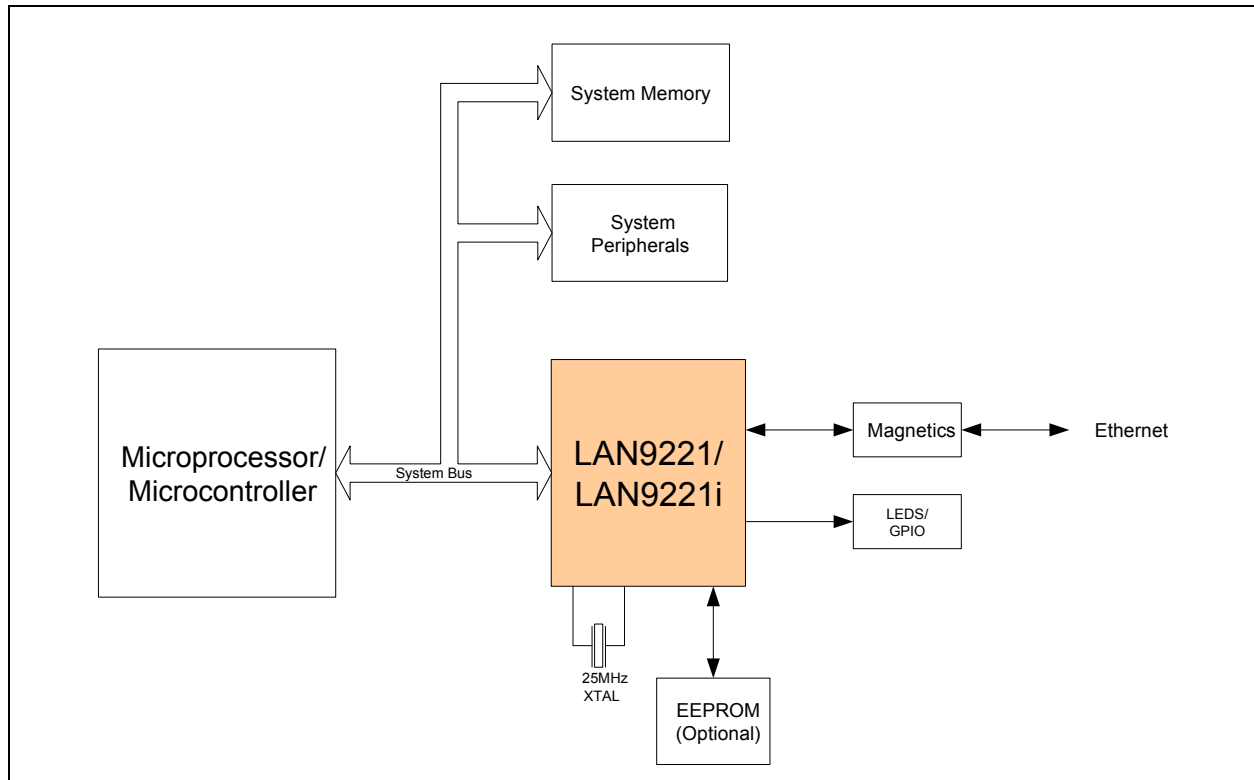 System Memory
System
Peripherals
Microprocessor/
Microcontroller
System Bus
LAN9221/
LAN9221i
Magnetics
Ethernet
LEDS/
GPIO
25MHz
XTAL
EEPROM
(Optional)